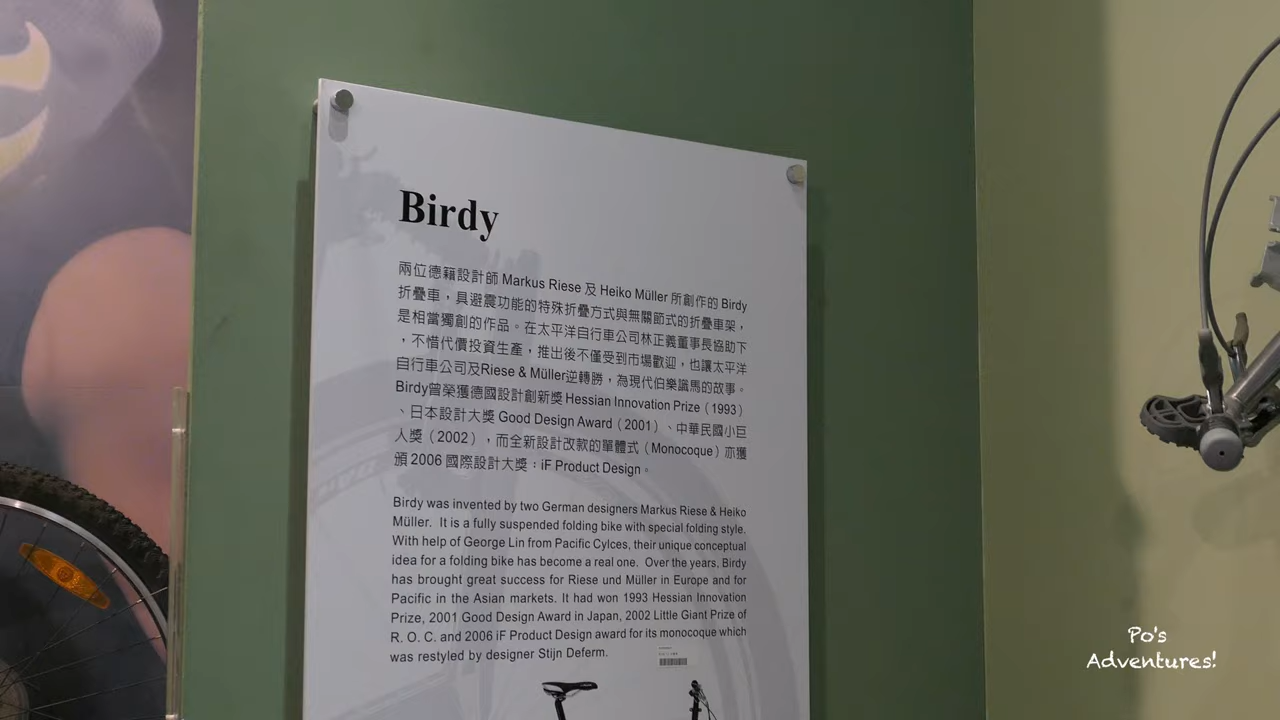 Birdy
兩位德籍設計師 Markus Riese 及 Heiko Müller 所創作的 Birdy
折疊車，具避震功能的特殊折疊方式與無關節式的折疊車架，
是相當獨創的作品。在太平洋自行車公司林正義董事長協助下
，不惜代價投資生產，推出後不僅受到市場歡迎，也讓太平洋
自行車公司及Riese & Müller逆轉勝，為現代伯樂識馬的故事。
Birdy曾榮獲德國設計創新獎 Hessian Innovation Prize（1993）
、日本設計大獎 Good Design Award（2001）、中華民國小巨
人獎（2002），而全新設計改款的單體式（Monocoque）亦獲
頒 2006 國際設計大獎：iF Product Design。
Birdy was invented by two German designers Markus Riese & Heiko
Müller. It is a fully suspended folding bike with special folding style.
With help of George Lin from Pacific Cylces, their unique conceptual
idea for a folding bike has become a real one. Over the years, Birdy
has brought great success for Riese und Müller in Europe and for
Pacific in the Asian markets. It had won 1993 Hessian Innovation
Prize, 2001 Good Design Award in Japan, 2002 Little Giant Prize of
R. O. C. and 2006 iF Product Design award for its monocoque which
was restyled by designer Stijn Deferm.
Po's
Adventures!